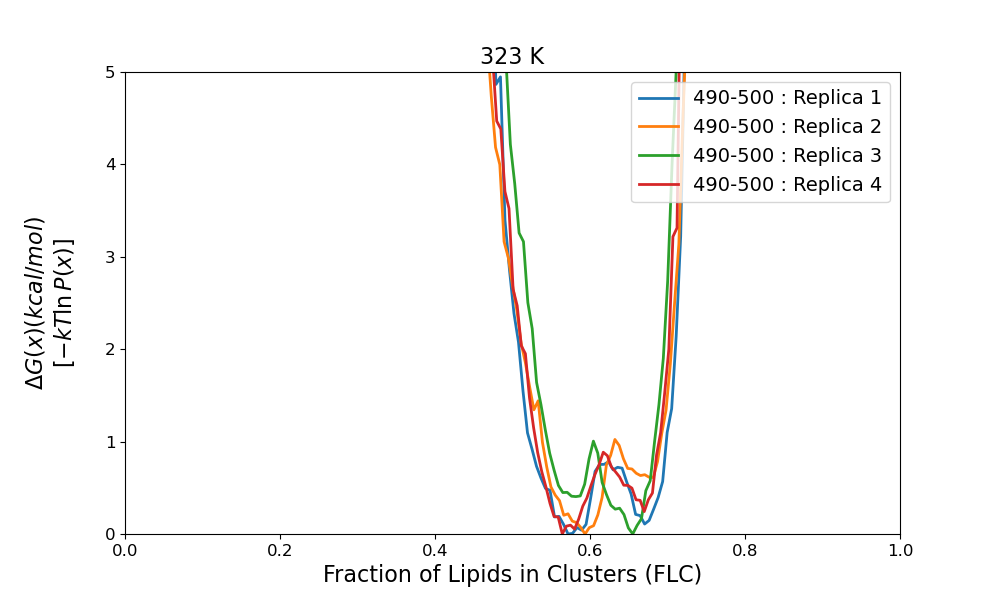 323 K
5
4
3
2
1
0
ΔG(x)(kcal/mol)
[−kTln P(x)]
490-500 : Replica 1
490-500 : Replica 2
490-500 : Replica 3
490-500 : Replica 4
0.0 0.2 0.4 0.6 0.8 1.0
Fraction of Lipids in Clusters (FLC)